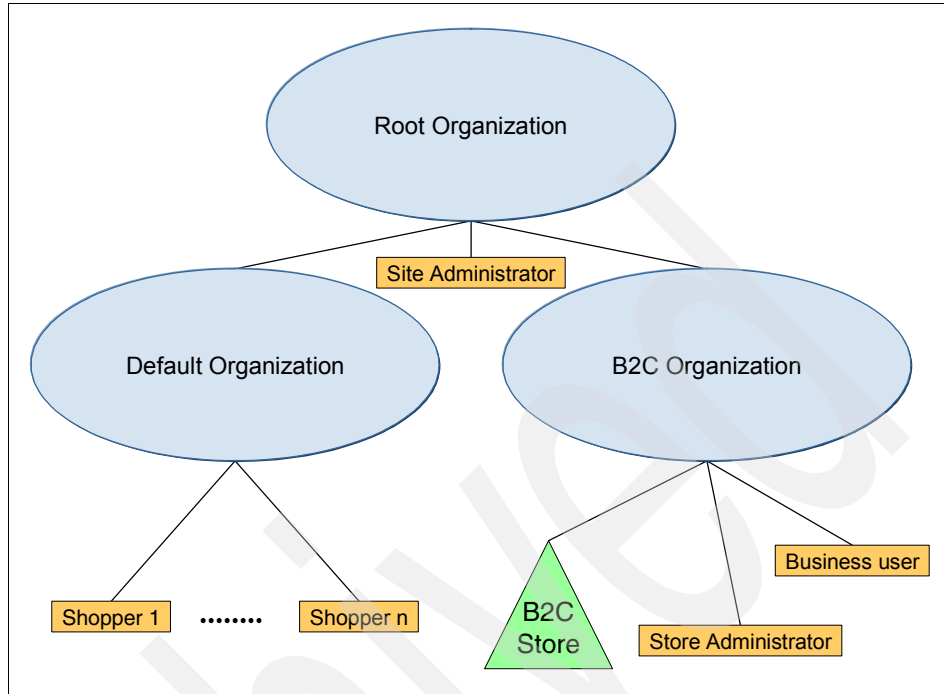 Root Organization
Site Administrator
Default Organization
B2C Organization
Business user
Shopper 1
........
Shopper n
B2C
Store
Store Administrator